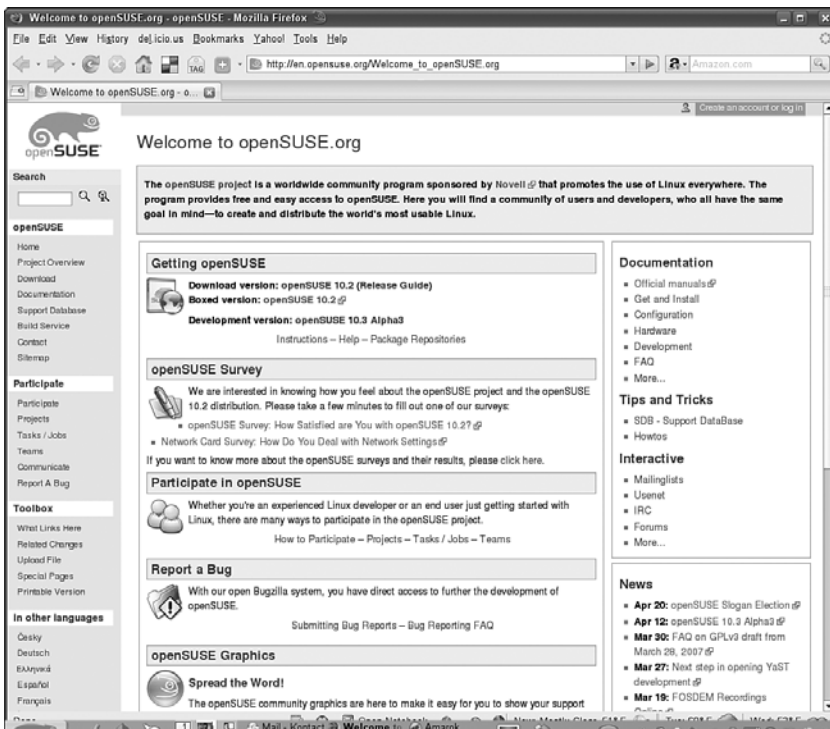 Welcome to openSUSE.org - openSUSE - Mozilla Firefox
File Edit View History del.icio.us Bookmarks Yahoo! Tools Help
TAG
http://en.opensuse.org/Welcome_to_openSUSE.org
a
Amazon.com
Welcome to openSUSE.org - o...
Create an account or log in
openSUSE
Welcome to openSUSE.org
The openSUSE project is a worldwide community program sponsored by Novell that promotes the use of Linux everywhere. The
program provides free and easy access to openSUSE. Here you will find a community of users and developers, who all have the same
goal in mind—to create and distribute the world's most usable Linux.
Search
openSUSE
Home
Project Overview
Download
Documentation
Support Database
Build Service
Contact
Sitemap
Participate
Participate
Projects
Tasks / Jobs
Teams
Communicate
Report A Bug
Toolbox
What Links Here
Related Changes
Upload File
Special Pages
Printable Version
In other languages
Česky
Deutsch
Ελληνικά
Español
Français
Getting openSUSE
Download version: openSUSE 10.2 (Release Guide)
Boxed version: openSUSE 10.2
Development version: openSUSE 10.3 Alpha3
Instructions – Help – Package Repositories
openSUSE Survey
We are interested in knowing how you feel about the openSUSE project and the openSUSE
10.2 distribution. Please take a few minutes to fill out one of our surveys:
openSUSE Survey: How Satisfied are You with openSUSE 10.2?
Network Card Survey: How Do You Deal with Network Settings
If you want to know more about the openSUSE surveys and their results, please click here.
Participate in openSUSE
Whether you're an experienced Linux developer or an end user just getting started with
Linux, there are many ways to participate in the openSUSE project.
How to Participate – Projects – Tasks / Jobs – Teams
Report a Bug
With our open Bugzilla system, you have direct access to further the development of
openSUSE.
Submitting Bug Reports – Bug Reporting FAQ
openSUSE Graphics
Spread the Word!
The openSUSE community graphics are here to make it easy for you to show your support
Documentation
Official manuals
Get and Install
Configuration
Hardware
Development
FAQ
More...
Tips and Tricks
SDB - Support DataBase
Howtos
Interactive
Mailinglists
Usenet
IRC
Forums
More...
News
Apr 20: openSUSE Slogan Election
Apr 12: openSUSE 10.3 Alpha3
Mar 30: FAQ on GPLv3 draft from
March 28, 2007
Mar 27: Next step in opening YaST
development
Mar 19: FOSDEM Recordings
Online
Open Notebook
Mail - Kontact
Welcome to
Amarok